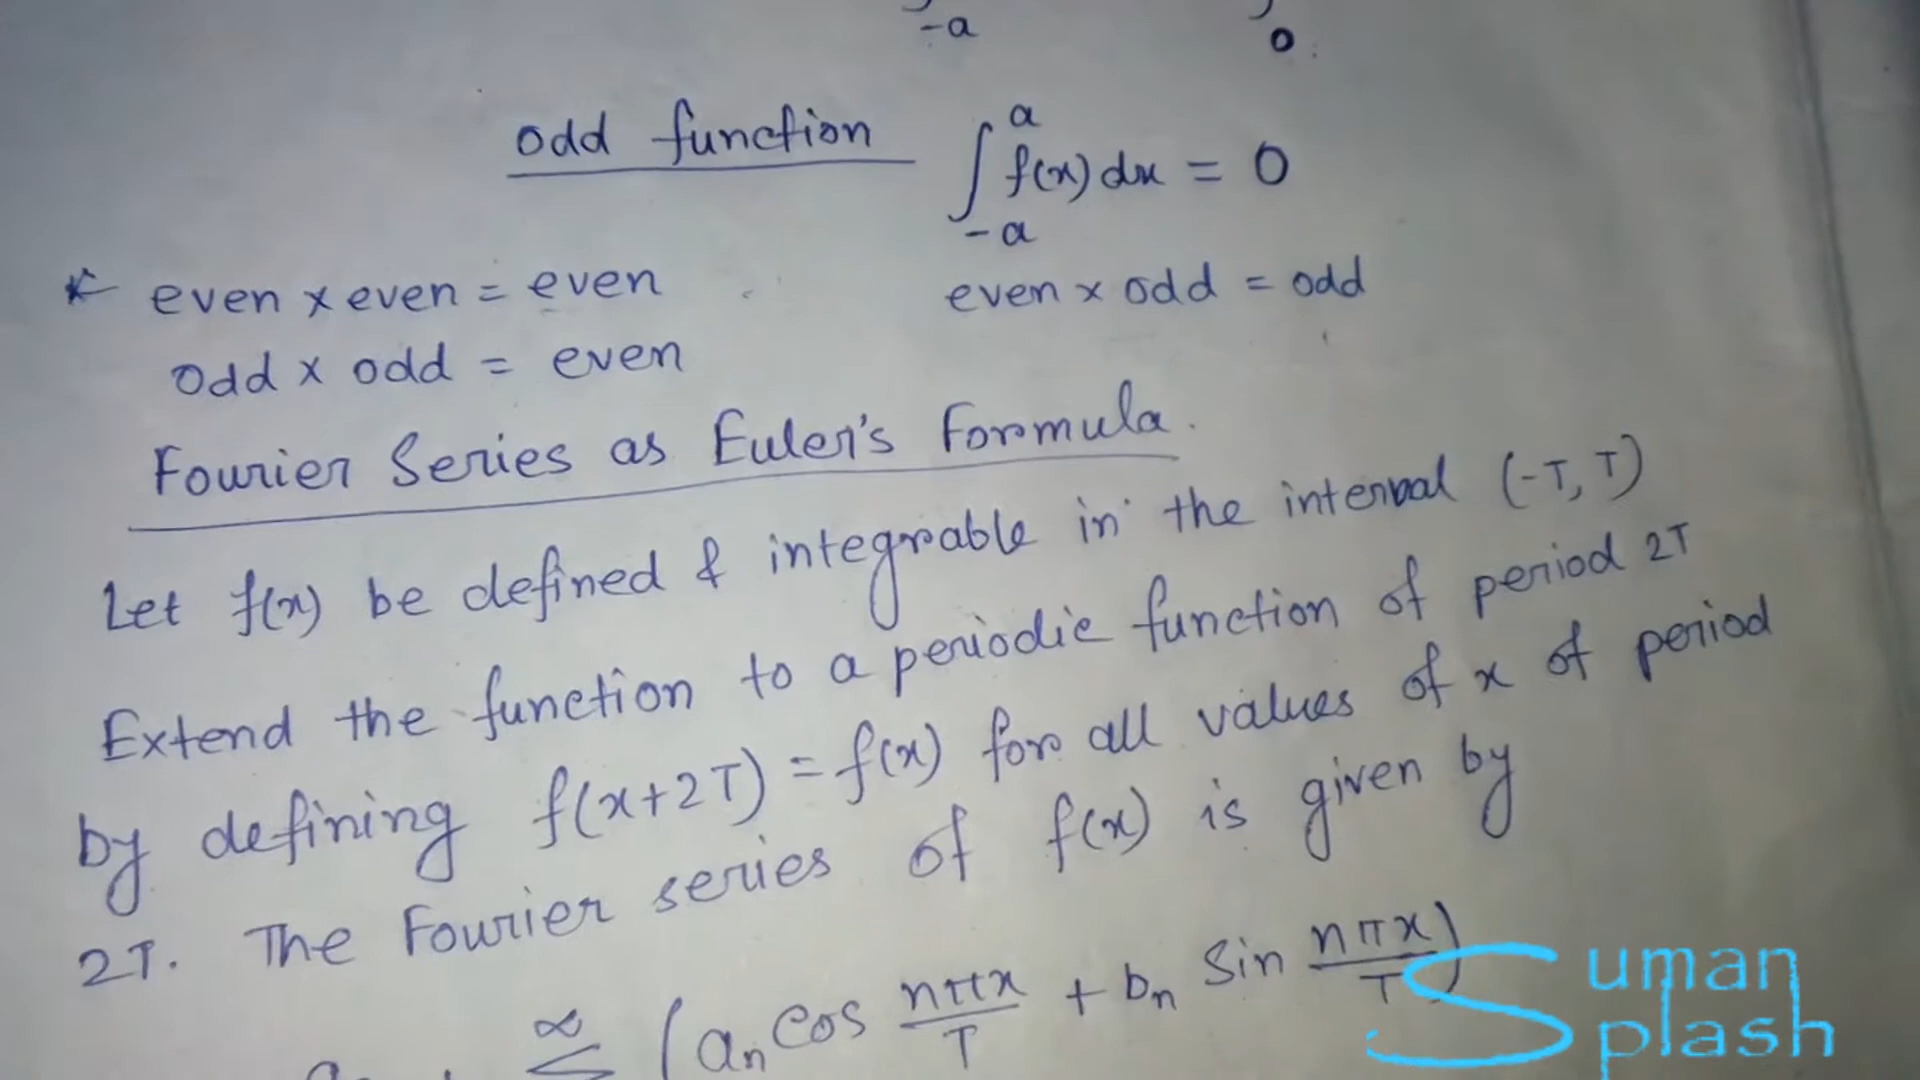 -a 0
odd function ∫_{-a}^{a} f(x) dx = 0
* even x even = even even x odd = odd
odd x odd = even
Fourier Series as Euler's Formula.
Let f(x) be defined & integrable in the interval (-T, T)
Extend the function to a periodic function of period 2T
by defining f(x+2T) = f(x) for all values of x of period
2T. The Fourier series of f(x) is given by
∞ Σ (an cos nπx/T + bn sin nπx/T)
Suman
Splash